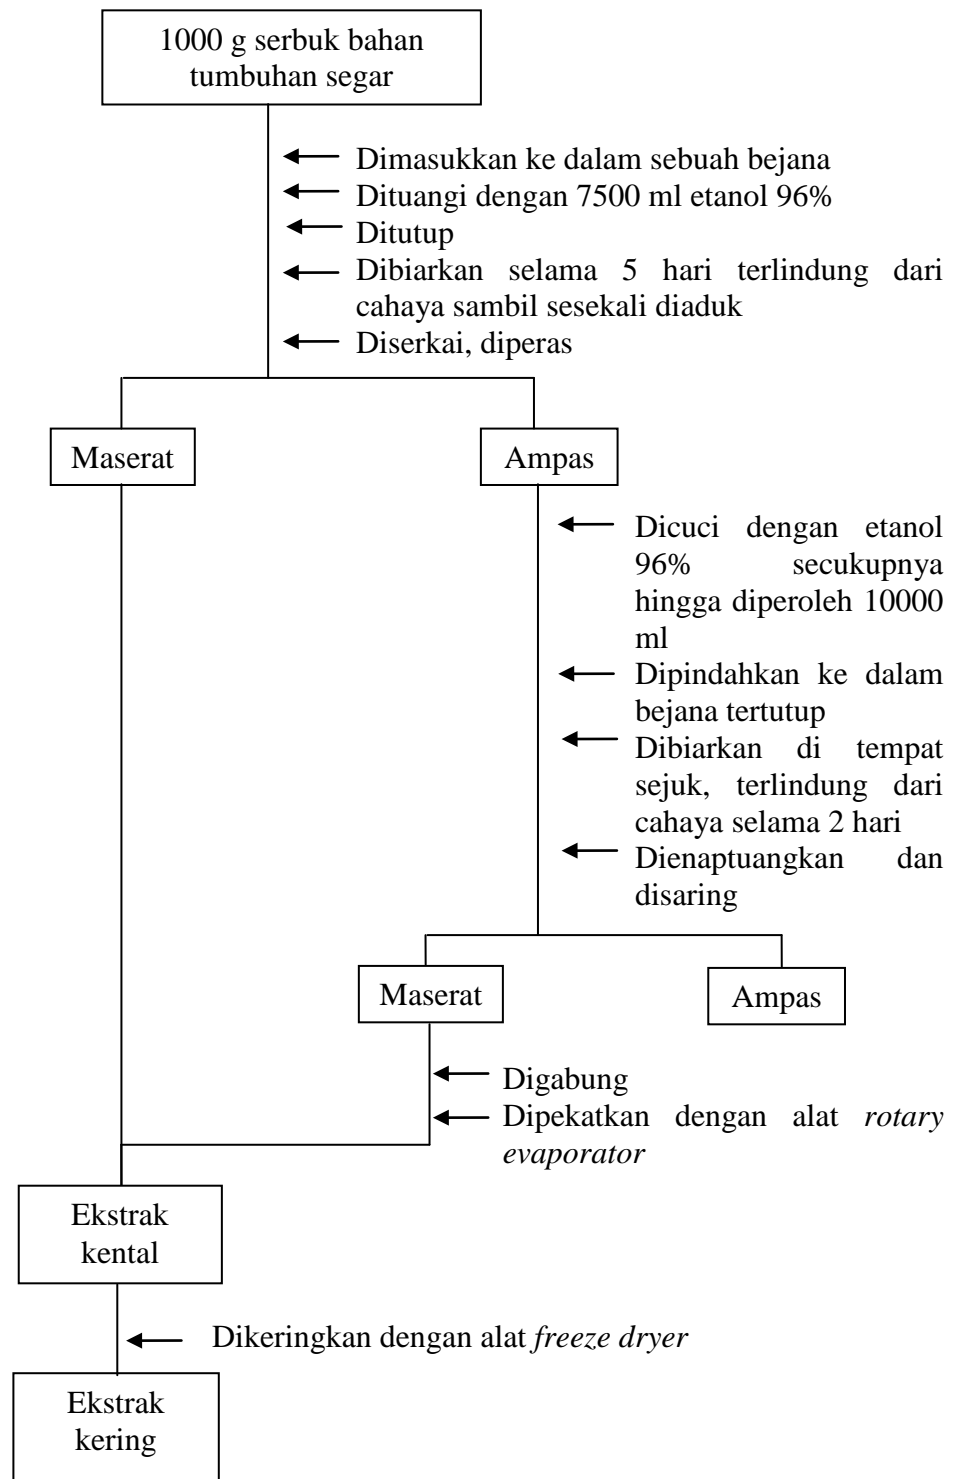 1000 g serbuk bahan
tumbuhan segar
Dimasukkan ke dalam sebuah bejana
Dituangi dengan 7500 ml etanol 96%
Ditutup
Dibiarkan selama 5 hari terlindung dari
cahaya sambil sesekali diaduk
Diserkai, diperas
Maserat
Ampas
Dicuci dengan etanol
96% secukupnya
hingga diperoleh 10000
ml
Dipindahkan ke dalam
bejana tertutup
Dibiarkan di tempat
sejuk, terlindung dari
cahaya selama 2 hari
Dienaptuangkan dan
disaring
Maserat
Ampas
Digabung
Dipekatkan dengan alat rotary
evaporator
Ekstrak
kental
Dikeringkan dengan alat freeze dryer
Ekstrak
kering